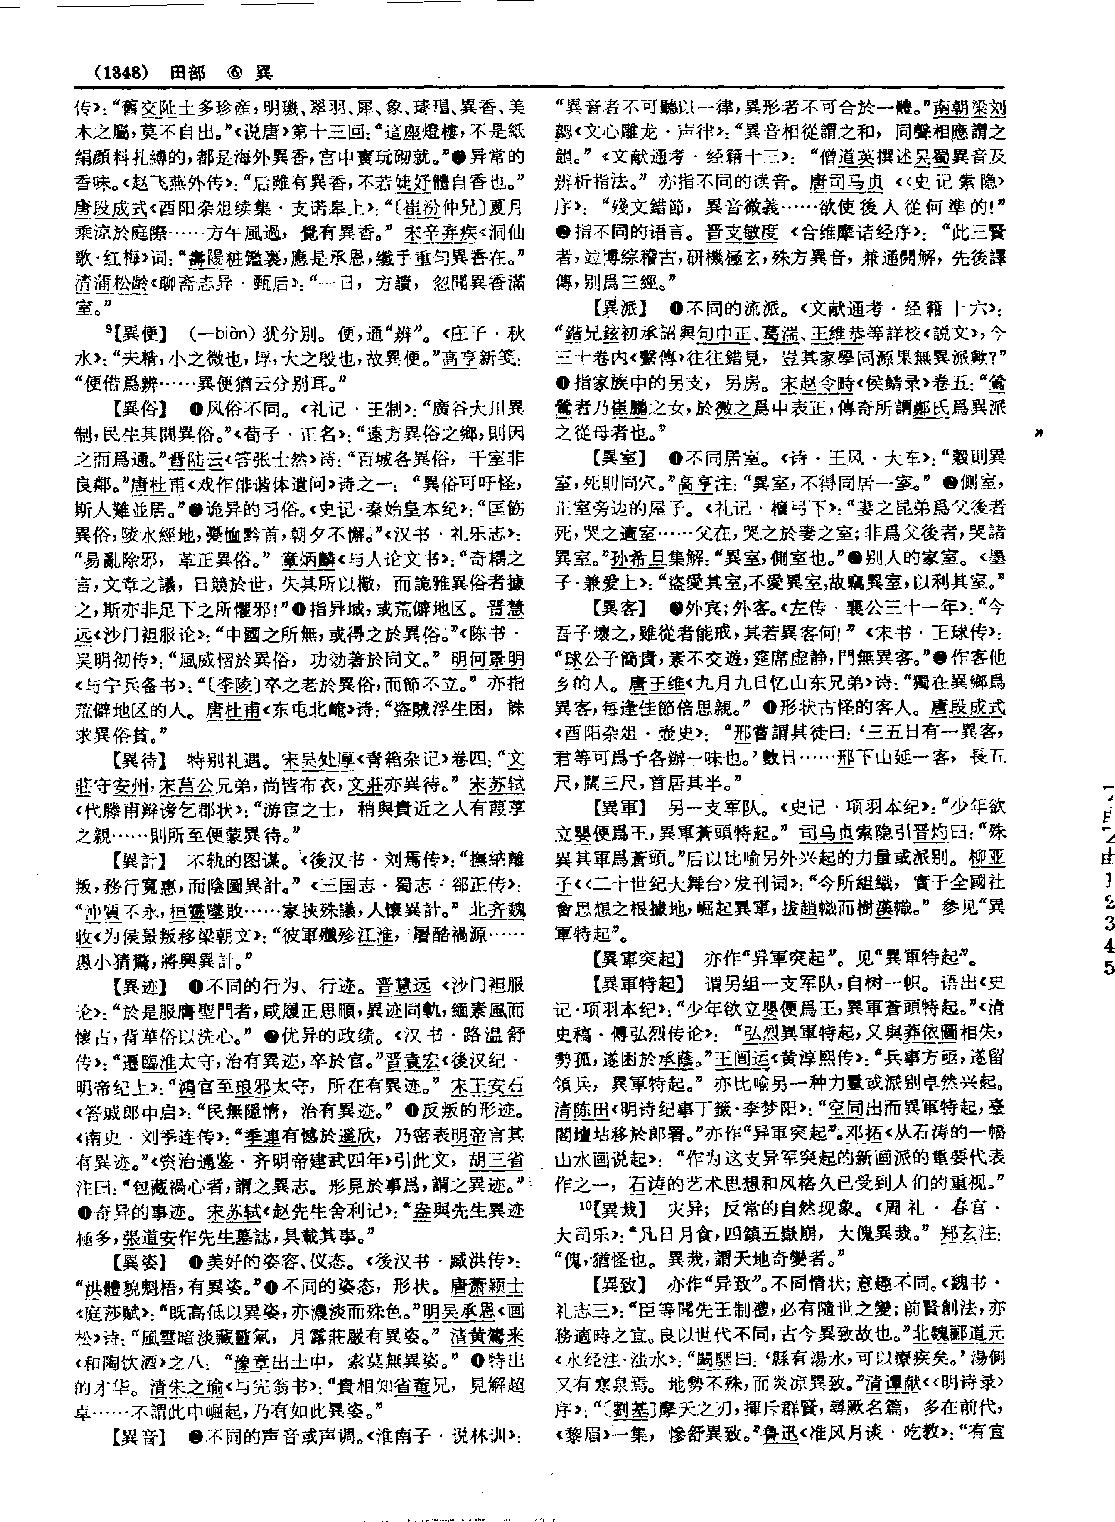 (1348) 田部 ⑥ 異
传》：“舊交阯土多珍產，明璣、翠羽、犀、象、瑇瑁、異香、美
木之屬，莫不自出。”《说唐》第十三回：“這座燈樓，不是紙
絹顏料扎縛的，都是海外異香，宫中寶玩砌就。”❷异常的
香味。《赵飞燕外传》：“后雖有異香，不若婕妤體自香也。”
唐段成式《酉阳杂俎续集·支诺皋上》：“〔崔汾仲兄〕夏月
乘涼於庭際……方午風過，覺有異香。”宋辛弃疾《洞仙
歌·红梅》词：“壽陽粧鑑裏，應是承恩，纔手重勻異香在。”
清蒲松龄《聊斋志异·甄后》：“一日，方讀，忽聞異香滿
室。”
⁹【異便】 （—biàn）犹分别。便，通“辨”。《庄子·秋
水》：“夫精，小之微也，垺，大之殷也，故異便。”高亨新笺：
“便借爲辨……異便猶云分别耳。”
【異俗】 ❶风俗不同。《礼记·王制》：“廣谷大川異
制，民生其間異俗。”《荀子·正名》：“遠方異俗之鄉，則因
之而爲通。”晋陆云《答张士然》诗：“百城各異俗，千室非
良鄰。”唐杜甫《戏作俳谐体遣闷》诗之一：“異俗可吁怪，
斯人難並居。”❷诡异的习俗。《史记·秦始皇本纪》：“匡飭
異俗，陵水經地，憂恤黔首，朝夕不懈。”《汉书·礼乐志》：
“易亂除邪，革正異俗。”章炳麟《与人论文书》：“奇觚之
言，文章之議，日競於世，失其所以檄，而詭雅異俗者據
之，斯亦非足下之所懼邪！”❸指异域，或荒僻地区。晋慧
远《沙门袒服论》：“中國之所無，或得之於異俗。”《陈书·
吴明彻传》：“風威慴於異俗，功効著於同文。”明何景明
《与宁兵备书》：“〔李陵〕卒之老於異俗，而節不立。”亦指
荒僻地区的人。唐杜甫《东屯北崦》诗：“盜賊浮生困，誅
求異俗貧。”
【異待】 特别礼遇。宋吴处厚《青箱杂记》卷四：“文
莊守安州，宋莒公兄弟，尚皆布衣，文莊亦異待。”宋苏轼
《代滕甫辩谤乞郡状》：“游宦之士，稍與貴近之人有葭莩
之親……則所至便蒙異待。”
【異計】 不轨的图谋。《後汉书·刘焉传》：“撫納離
叛，務行寬惠，而陰圖異計。”《三国志·蜀志·郤正传》：
“冲質不永，桓靈墜敗……家挾殊議，人懷異計。”北齐魏
收《为侯景叛移梁朝文》：“彼軍殲殄江淮，屠酷禍源……
愚小猜驚，將興異計。”
【異迹】 ❶不同的行为、行迹。晋慧远《沙门袒服
论》：“於是服膺聖門者，咸履正思順，異迹同軌，緬素風而
懷古，背華俗以洗心。”❷优异的政绩。《汉书·路温舒
传》：“遷臨淮太守，治有異迹，卒於官。”晋袁宏《後汉纪·
明帝纪上》：“鴻官至琅邪太守，所在有異迹。”宋王安石
《答戚郎中启》：“民無隱情，治有異迹。”❸反叛的形迹。
《南史·刘季连传》：“季連有憾於遥欣，乃密表明帝言其
有異迹。”《资治通鉴·齐明帝建武四年》引此文，胡三省
注曰：“包藏禍心者，謂之異志。形見於事爲，謂之異迹。”
❹奇异的事迹。宋苏轼《赵先生舍利记》：“盎與先生異迹
極多，張道安作先生墓誌，具載其事。”
【異姿】 ❶美好的姿容、仪态。《後汉书·臧洪传》：
“洪體貌魁梧，有異姿。”❷不同的姿态，形状。唐萧颖士
《庭莎赋》：“既高低以異姿，亦濃淡而殊色。”明吴承恩《画
松》诗：“風雲暗淡藏靈氣，月露莊嚴有異姿。”清黄鷟来
《和陶饮酒》之八：“豫章出土中，索莫無異姿。”❸特出
的才华。清朱之瑜《与完翁书》：“貴相知省菴兄，見解超
卓……不謂此中崛起，乃有如此異姿。”
【異音】 ❶不同的声音或声调。《淮南子·说林训》：
“異音者不可聽以一律，異形者不可合於一體。”南朝梁刘
勰《文心雕龙·声律》：“異音相從謂之和，同聲相應謂之
韻。”《文献通考·经籍十三》：“僧道英撰述吴蜀異音及
辨析指法。”亦指不同的读音。唐司马贞《〈史记索隐〉
序》：“殘文錯節，異音微義……欲使後人從何準的！”
❷指不同的语言。晋支敏度《合维摩诘经序》：“此三賢
者，竝博綜稽古，研機極玄，殊方異音，兼通開解，先後譯
傳，别爲三經。”
【異派】 ❶不同的流派。《文献通考·经籍十六》：
“鍇兄鉉初承詔與句中正、葛湍、王維恭等詳校《説文》，今
三十卷内《繫傳》往往錯見，豈其家學同源果無異派歟？”
❷指家族中的另支，另房。宋赵令畤《侯鲭录》卷五：“鶯
鶯者乃崔鵬之女，於微之爲中表正，傳奇所謂鄭氏爲異派
之從母者也。”
【異室】 ❶不同居室。《诗·王风·大车》：“穀則異
室，死則同穴。”高亨注：“異室，不得同居一室。”❷侧室，
正室旁边的屋子。《礼记·檀弓下》：“妻之昆弟爲父後者
死，哭之適室……父在，哭之於妻之室；非爲父後者，哭諸
異室。”孙希旦集解：“異室，側室也。”❸别人的家室。《墨
子·兼爱上》：“盜愛其室，不愛異室，故竊異室，以利其室。”
【異客】 ❶外宾；外客。《左传·襄公三十一年》：“今
吾子壞之，雖從者能戒，其若異客何！”《宋书·王球传》：
“球公子簡貴，素不交遊，筵席虚静，門無異客。”❷作客他
乡的人。唐王维《九月九日忆山东兄弟》诗：“獨在異鄉爲
異客，每逢佳節倍思親。”❸形状古怪的客人。唐段成式
《酉阳杂俎·壶史》：“邢嘗謂其徒曰：‘三五日有一異客，
君等可爲予各辦一味也。’數日……邢下山延一客，長五
尺，闊三尺，首居其半。”
【異軍】 另一支军队。《史记·项羽本纪》：“少年欲
立嬰便爲王，異軍蒼頭特起。”司马贞索隐引晋灼曰：“殊
異其軍爲蒼頭。”后以比喻另外兴起的力量或派别。柳亚
子《〈二十世纪大舞台〉发刊词》：“今所組織，實于全國社
會思想之根據地，崛起異軍，拔趙幟而樹漢幟。”参见“異
軍特起”。
【異軍突起】 亦作“异军突起”。见“異軍特起”。
【異軍特起】 谓另组一支军队，自树一帜。语出《史
记·项羽本纪》：“少年欲立嬰便爲王，異軍蒼頭特起。”《清
史稿·傅弘烈传论》：“弘烈異軍特起，又與莽依圖相失，
勢孤，遂困於承蔭。”王闿运《黄淳熙传》：“兵事方亟，遂留
領兵，異軍特起。”亦比喻另一种力量或派别卓然兴起。
清陈田《明诗纪事丁籤·李梦阳》：“空同出而異軍特起，臺
閣壇坫移於郎署。”亦作“异军突起”。邓拓《从石涛的一幅
山水画说起》：“作为这支异军突起的新画派的重要代表
作之一，石涛的艺术思想和风格久已受到人们的重视。”
¹⁰【異烖】 灾异；反常的自然现象。《周礼·春官·
大司乐》：“凡日月食，四鎮五嶽崩，大傀異烖。”郑玄注：
“傀，猶怪也。異烖，謂天地奇變者。”
【異致】 亦作“异致”。不同情状；意趣不同。《魏书·
礼志三》：“臣等聞先王制禮，必有隨世之變；前賢創法，亦
務適時之宜。良以世代不同，古今異致故也。”北魏郦道元
《水经注·㴲水》：“闞駰曰：‘縣有湯水，可以療疾矣。’湯側
又有寒泉焉。地勢不殊，而炎凉異致。”清谭献《〈明诗录〉
序》：“〔劉基〕摩天之刃，揮斥群賢，尋厥名篇，多在前代，
《黎眉》一集，慘舒異致。”鲁迅《准风月谈·吃教》：“有宣
由
1
2
3
4
5